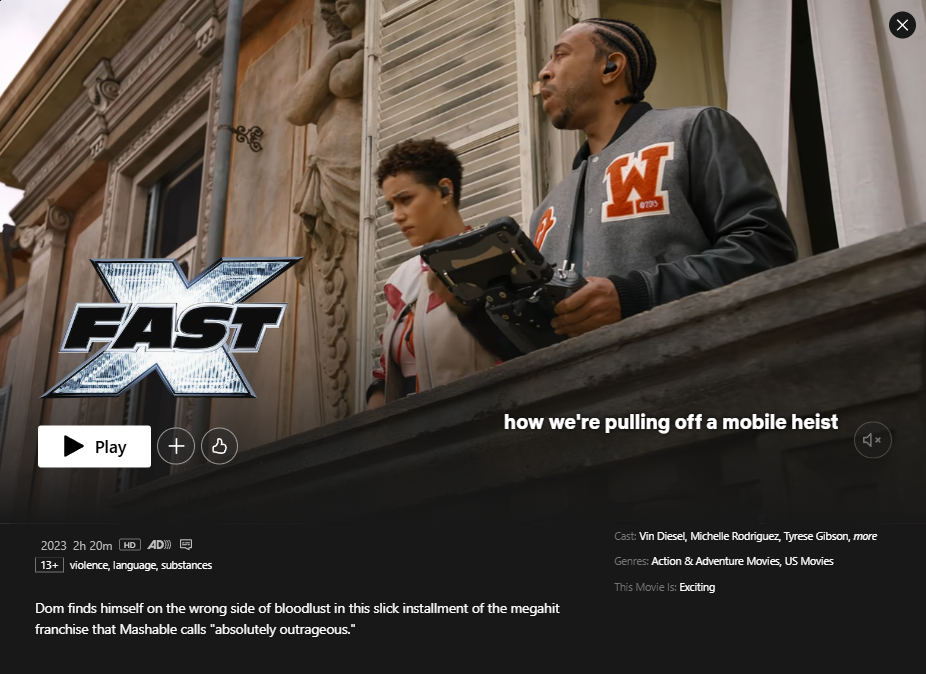 W
FAST
X
how we're pulling off a mobile heist
Play
2023 2h 20m HD AD
13+ violence, language, substances
Dom finds himself on the wrong side of bloodlust in this slick installment of the megahit
franchise that Mashable calls "absolutely outrageous."
Cast: Vin Diesel, Michelle Rodriguez, Tyrese Gibson, more
Genres: Action & Adventure Movies, US Movies
This Movie Is: Exciting